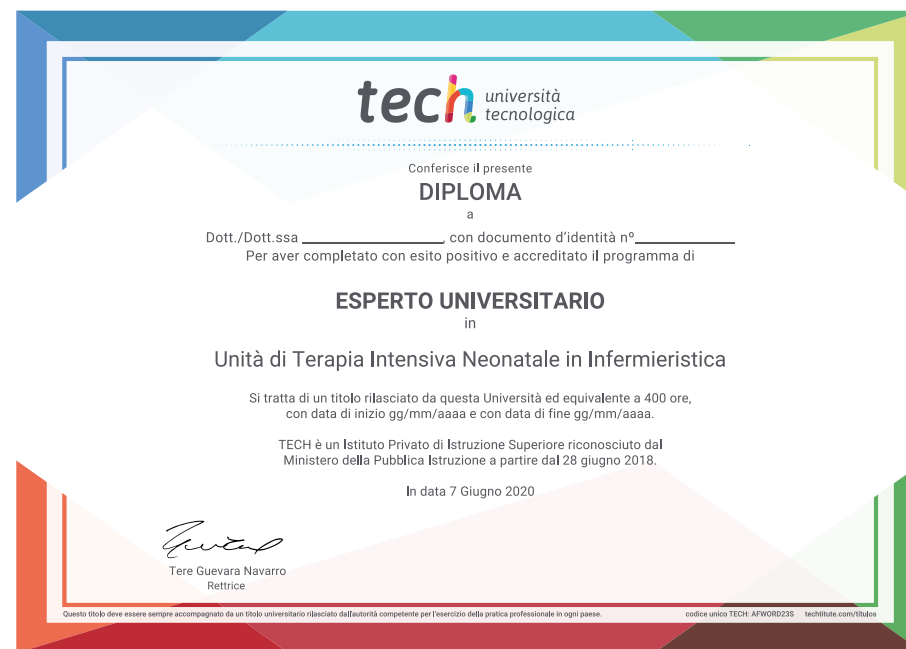 tech università
tecnologica
Conferisce il presente
DIPLOMA
a
Dott./Dott.ssa _________________, con documento d'identità nº____________
Per aver completato con esito positivo e accreditato il programma di
ESPERTO UNIVERSITARIO
in
Unità di Terapia Intensiva Neonatale in Infermieristica
Si tratta di un titolo rilasciato da questa Università ed equivalente a 400 ore,
con data di inizio gg/mm/aaaa e con data di fine gg/mm/aaaa.
TECH è un Istituto Privato di Istruzione Superiore riconosciuto dal
Ministero della Pubblica Istruzione a partire dal 28 giugno 2018.
In data 7 Giugno 2020
Tere Guevara Navarro
Rettrice
Questo titolo deve essere sempre accompagnato da un titolo universitario rilasciato dall'autorità competente per l'esercizio della pratica professionale in ogni paese. codice unico TECH: AFWORD23S techtitute.com/titulos